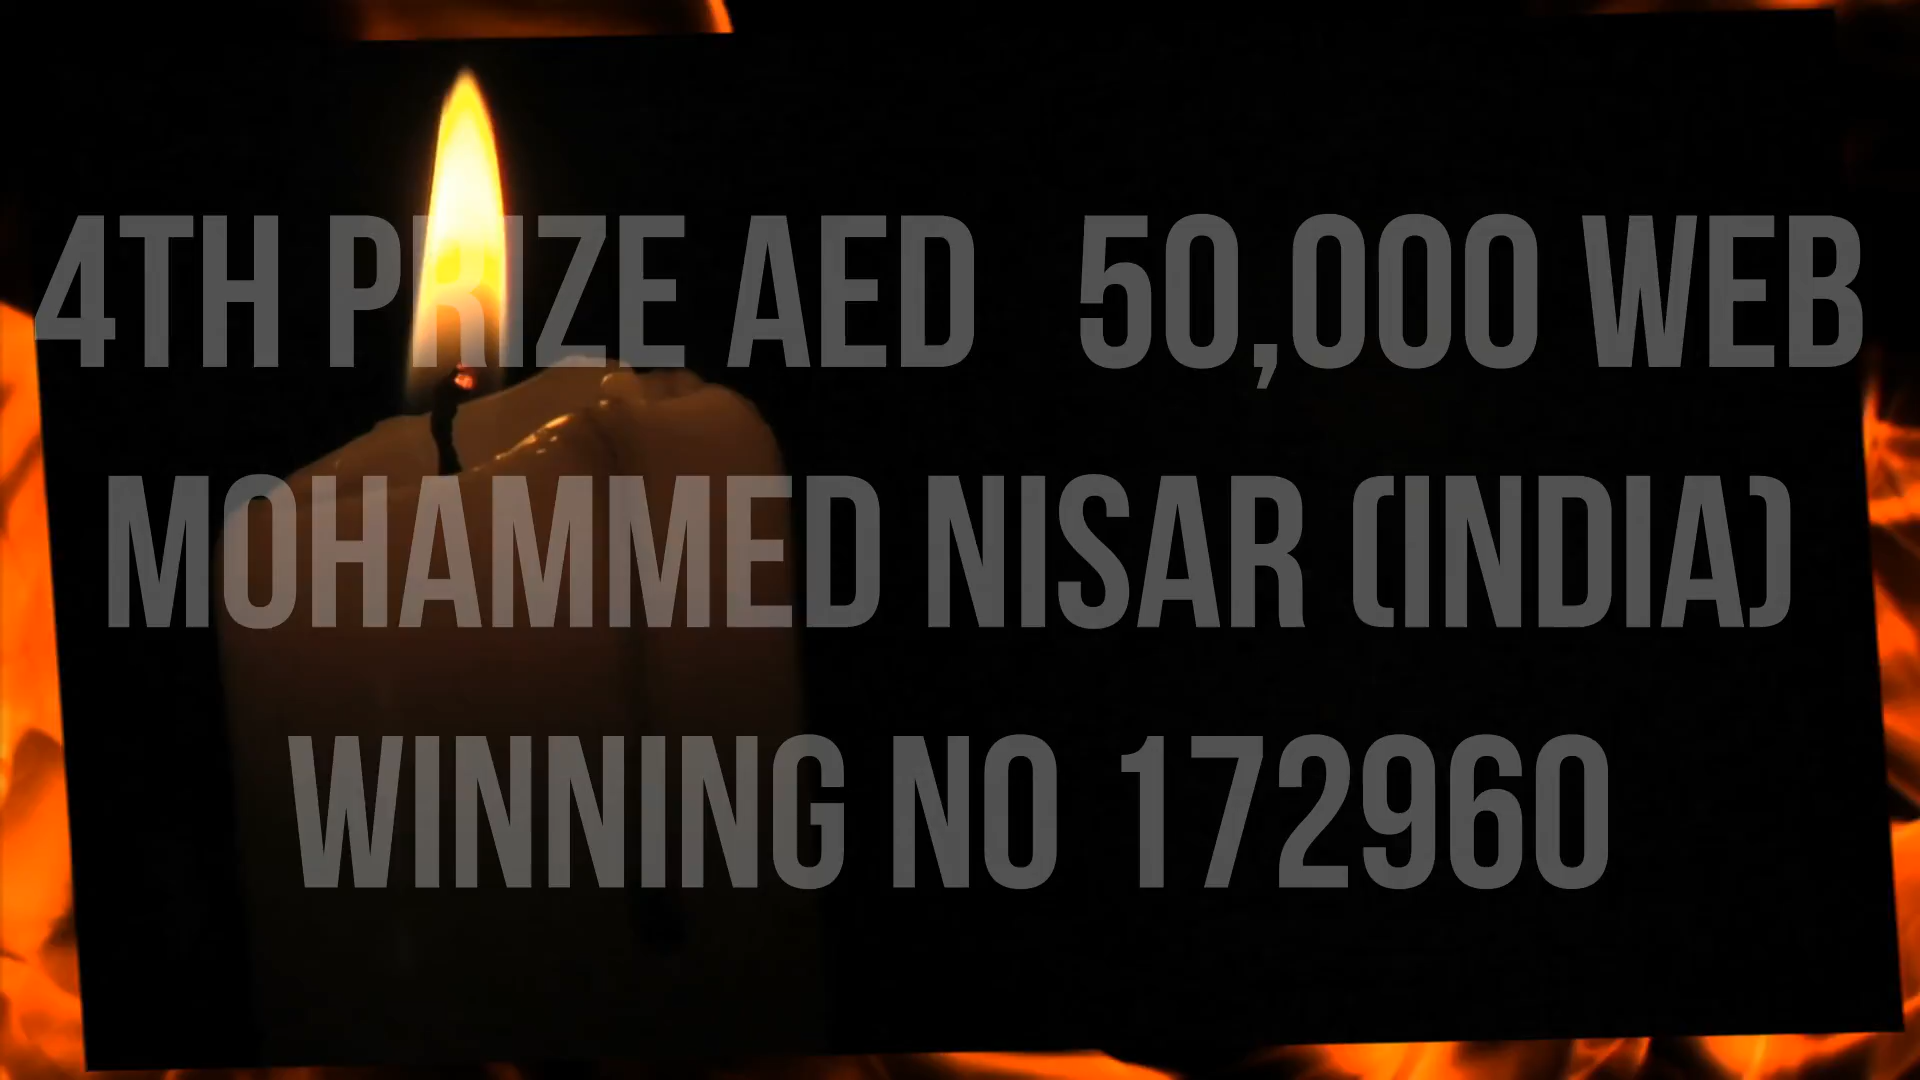 4TH PRIZE AED 50,000 WEB
MOHAMMED NISAR (INDIA)
WINNING NO 172960